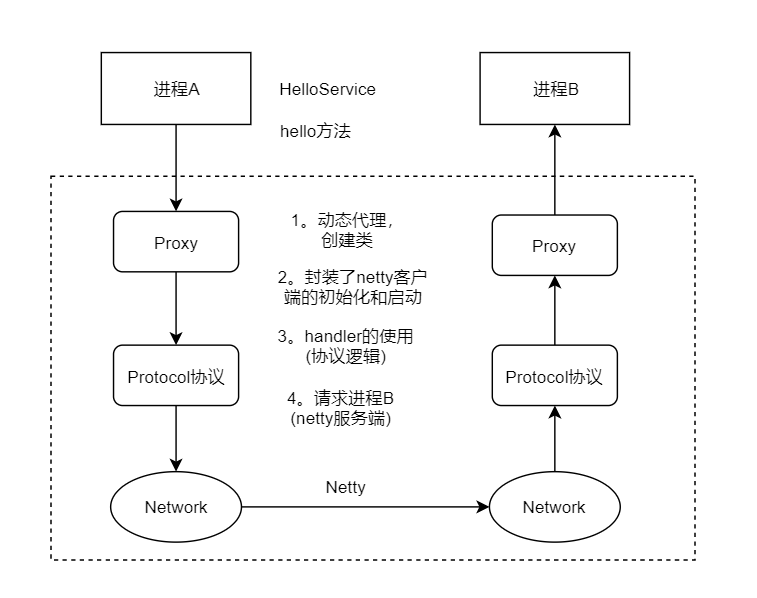 进程A
HelloService
进程B
hello方法
1。动态代理，
创建类
Proxy
Proxy
2。封装了netty客户
端的初始化和启动
3。handler的使用
(协议逻辑)
Protocol协议
Protocol协议
4。请求进程B
(netty服务端)
Netty
Network
Network